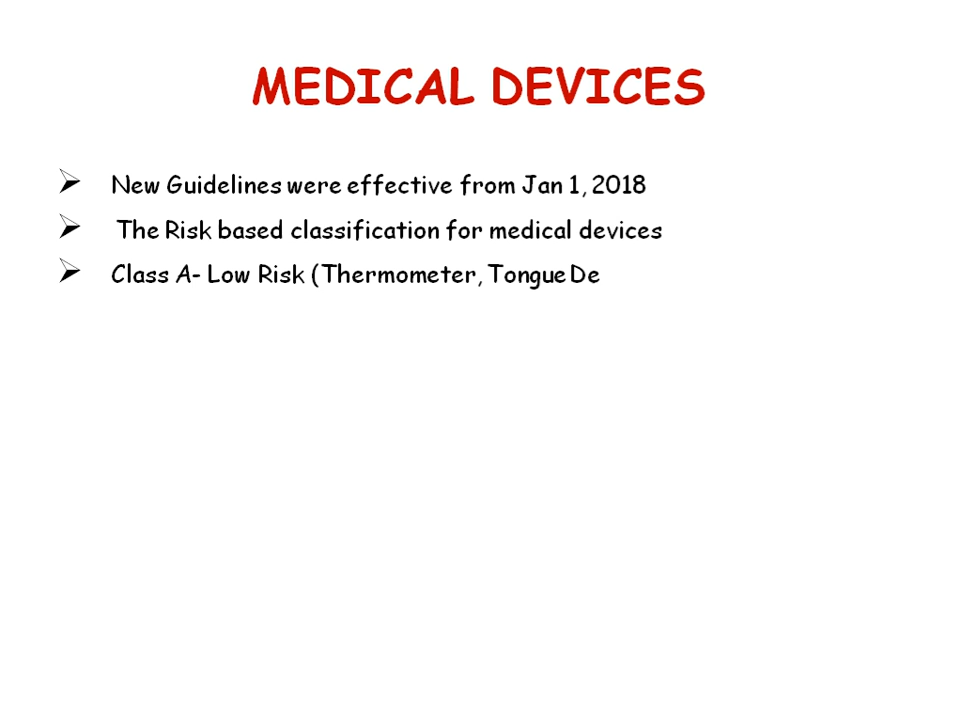 MEDICAL DEVICES
New Guidelines were effective from Jan 1, 2018
The Risk based classification for medical devices
Class A- Low Risk (Thermometer, Tongue De